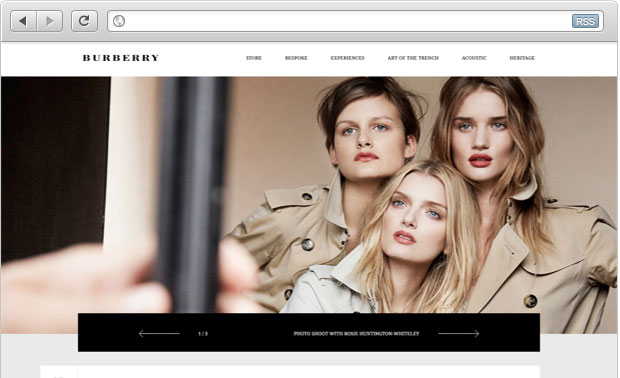 RSS
BURBERRY STORE BESPOKE EXPERIENCES ART OF THE TRENCH ACOUSTIC HERITAGE
1 / 3 PHOTO SHOOT WITH ROSIE HUNTINGTON-WHITELEY